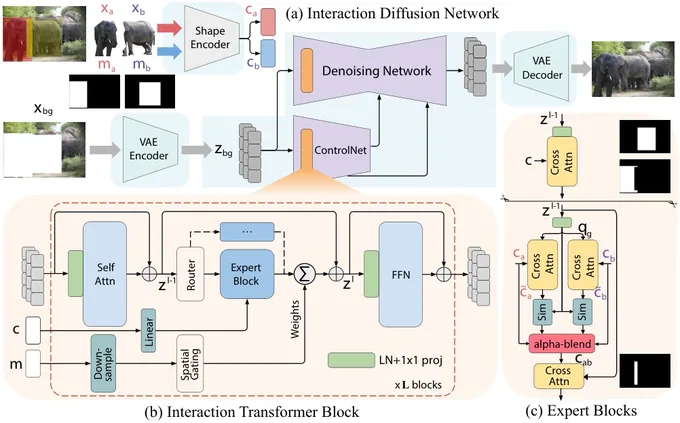 (a) Interaction Diffusion Network
x_a x_b
m_a m_b
Shape
Encoder
c_a
c_b
Denoising Network
VAE
Decoder
x_bg
VAE
Encoder
z_bg
ControlNet
z^l-1
c
Cross
Attn
Self
Attn
z^l-1
Router
...
Expert
Block
Σ
z^l
FFN
c
Linear
m
Down-
sample
Spatial
Gating
Weights
LN+1x1 proj
x L blocks
(b) Interaction Transformer Block
z^l-1
q_g
c_a
Cross
Attn
Cross
Attn
c_b
c̃_a
Sim
Sim
c̃_b
alpha-blend
c_ab
Cross
Attn
(c) Expert Blocks